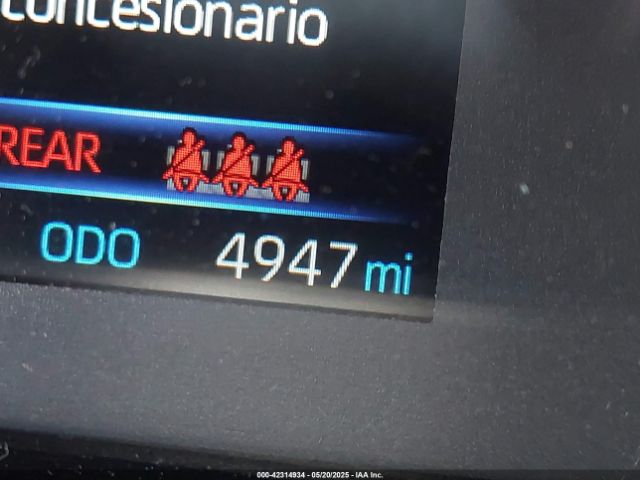 concesionario
REAR
ODO 4947 mi
000-42314934 - 05/20/2025 - IAA Inc.